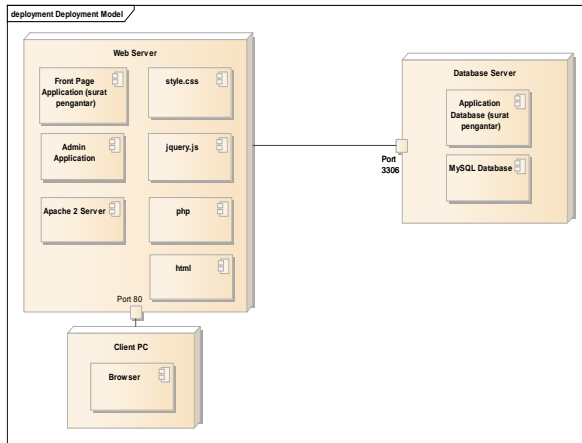 deployment Deployment Model
Web Server
Front Page
Application (surat
pengantar)
style.css
Admin
Application
jquery.js
Apache 2 Server
php
html
Port 80
Client PC
Browser
Database Server
Application
Database (surat
pengantar)
MySQL Database
Port
3306